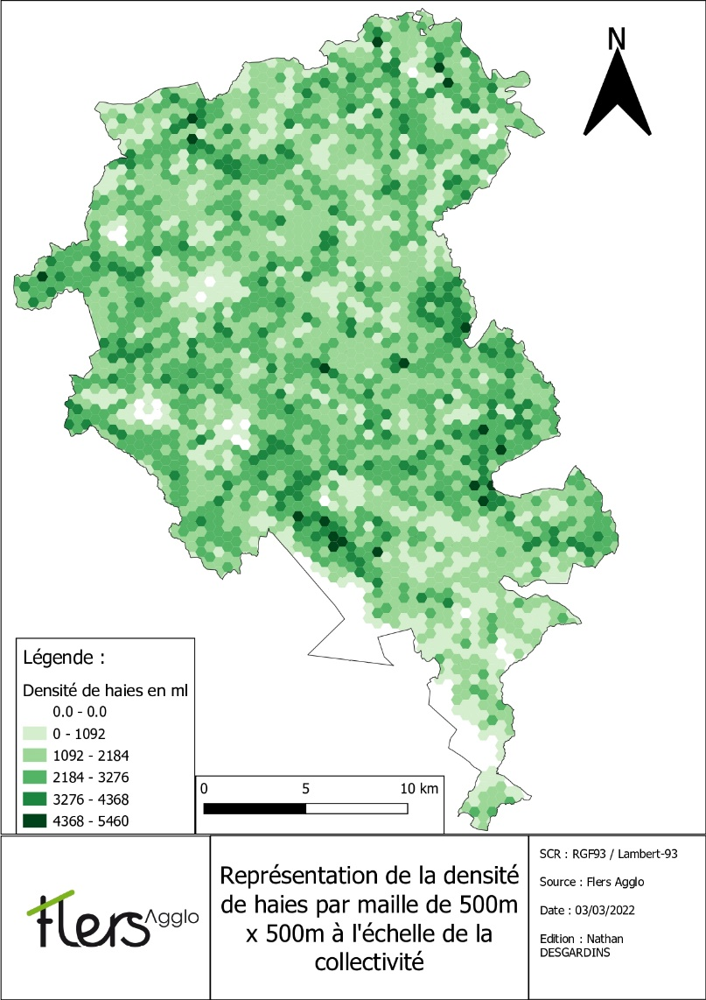 N
Légende :
Densité de haies en ml
0.0 - 0.0
0 - 1092
1092 - 2184
2184 - 3276
3276 - 4368
4368 - 5460
0 5 10 km
flers Agglo
Représentation de la densité
de haies par maille de 500m
x 500m à l'échelle de la
collectivité
SCR : RGF93 / Lambert-93
Source : Flers Agglo
Date : 03/03/2022
Edition : Nathan
DESGARDINS